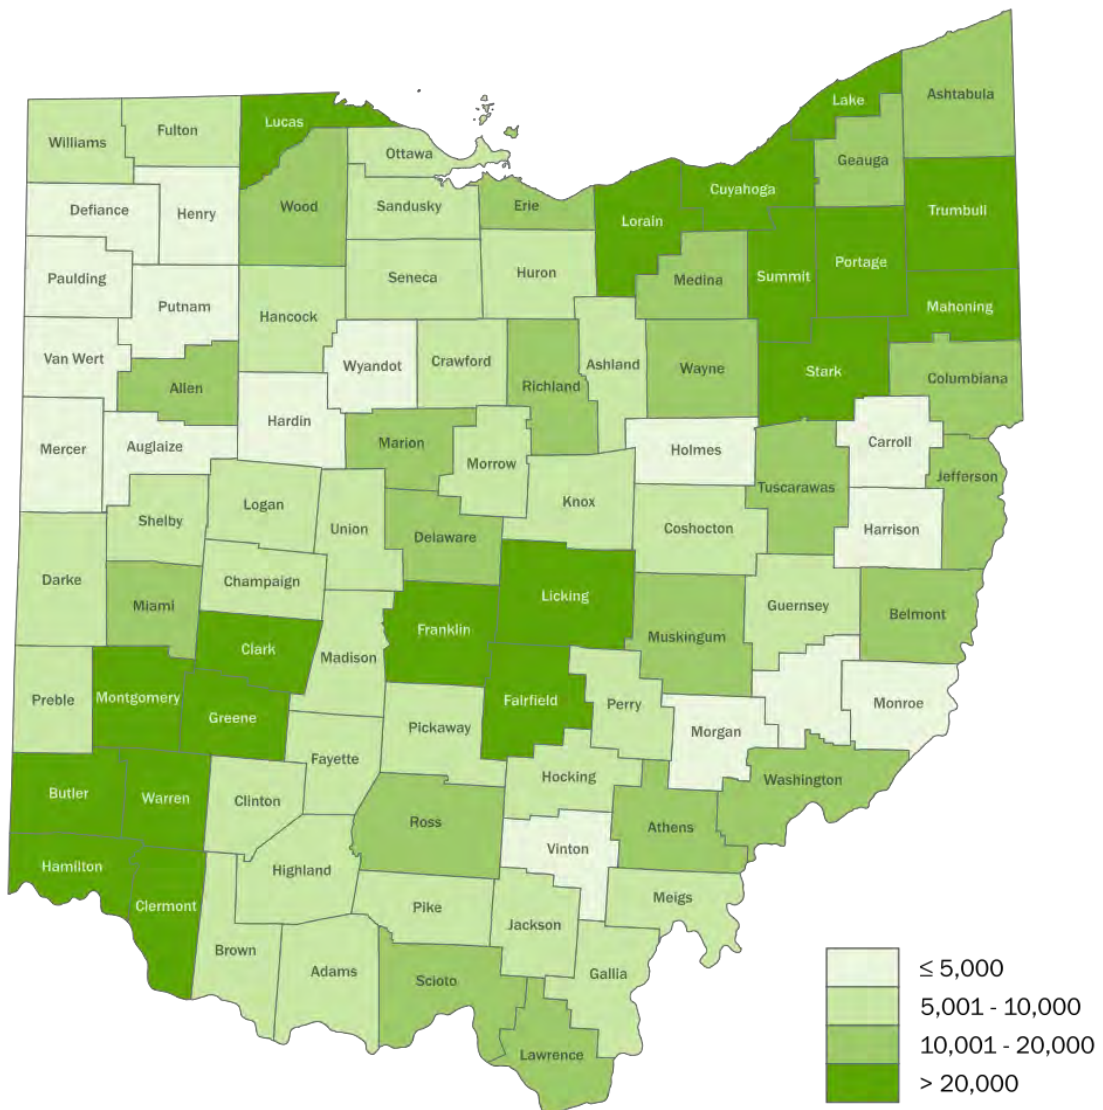 Lake
Ashtabula
Lucas
Fulton
Williams
Ottawa
Geauga
Cuyahoga
Wood
Sandusky
Erie
Defiance
Henry
Lorain
Trumbull
Portage
Huron
Seneca
Medina
Summit
Paulding
Putnam
Mahoning
Hancock
Van Wert
Wyandot
Crawford
Ashland
Wayne
Stark
Columbiana
Allen
Richland
Hardin
Mercer
Auglaize
Marion
Morrow
Holmes
Carroll
Jefferson
Tuscarawas
Logan
Knox
Shelby
Union
Coshocton
Harrison
Delaware
Darke
Champaign
Licking
Miami
Guernsey
Belmont
Franklin
Muskingum
Clark
Madison
Preble
Montgomery
Greene
Fairfield
Perry
Monroe
Pickaway
Morgan
Fayette
Hocking
Washington
Butler
Warren
Clinton
Ross
Athens
Vinton
Hamilton
Highland
Meigs
Clermont
Pike
Jackson
Brown
Adams
Scioto
Gallia
Lawrence
≤ 5,000
5,001 - 10,000
10,001 - 20,000
> 20,000